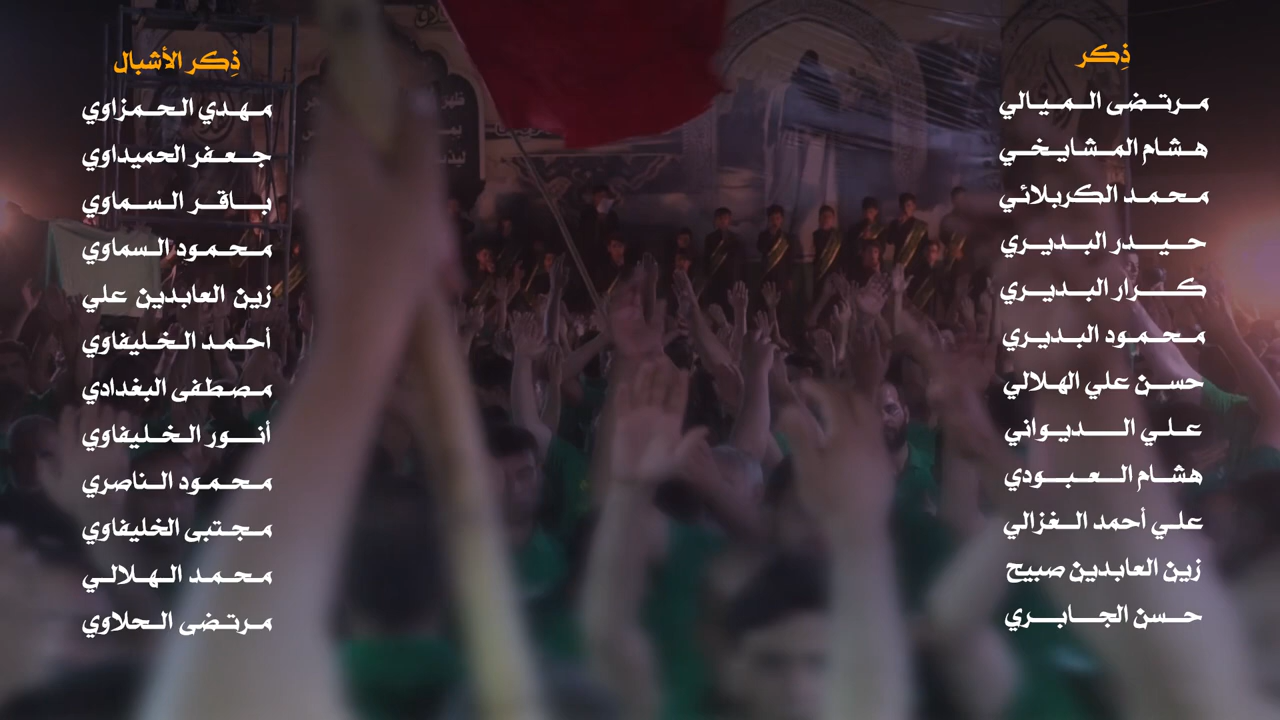 ذِكر
مرتضى الميالي
هشام المشايخي
محمد الكربلائي
حيدر البديري
كرار البديري
محمود البديري
حسن علي الهلالي
علي الديواني
هشام العبودي
علي أحمد الغزالي
زين العابدين صبيح
حسن الجابري
ذِكر الأشبال
مهدي الحمزاوي
جعفر الحميداوي
باقر السماوي
محمود السماوي
زين العابدين علي
أحمد الخليفاوي
مصطفى البغدادي
أنور الخليفاوي
محمود الناصري
مجتبى الخليفاوي
محمد الهلالي
مرتضى الحلاوي